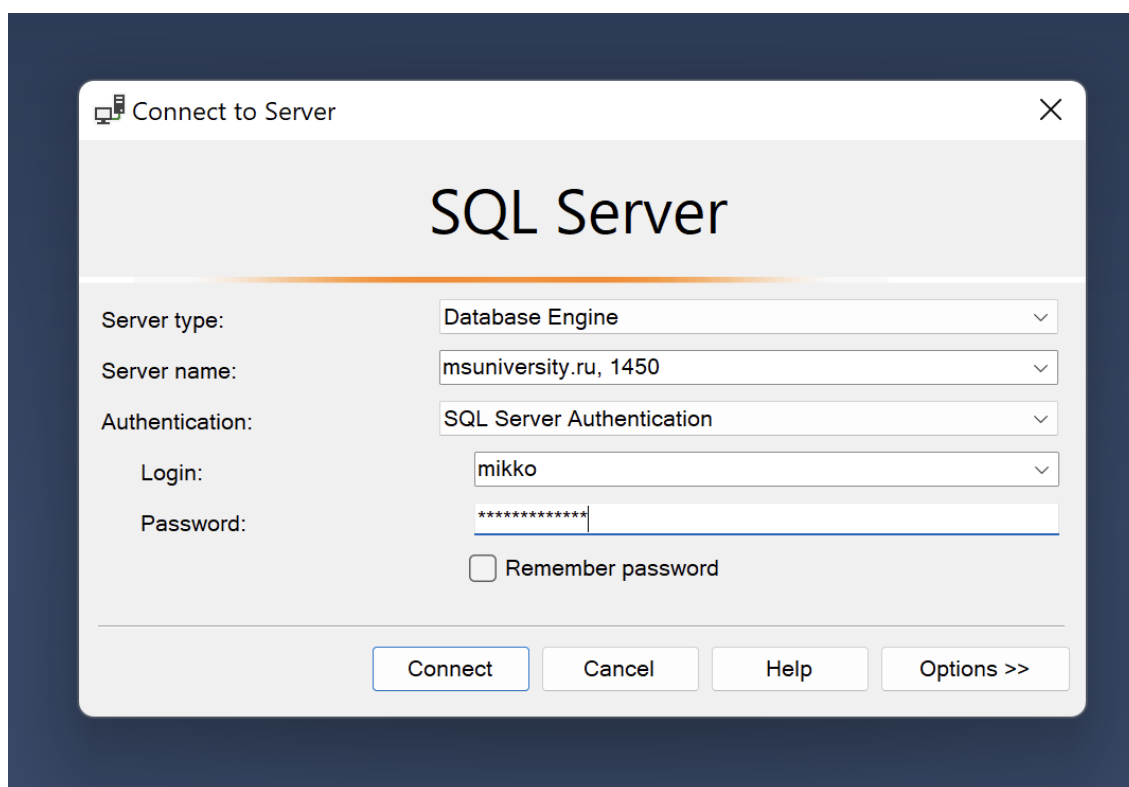 Connect to Server
SQL Server
Server type: Database Engine
Server name: msuniversity.ru, 1450
Authentication: SQL Server Authentication
Login: mikko
Password: *************
Remember password
Connect Cancel Help Options >>